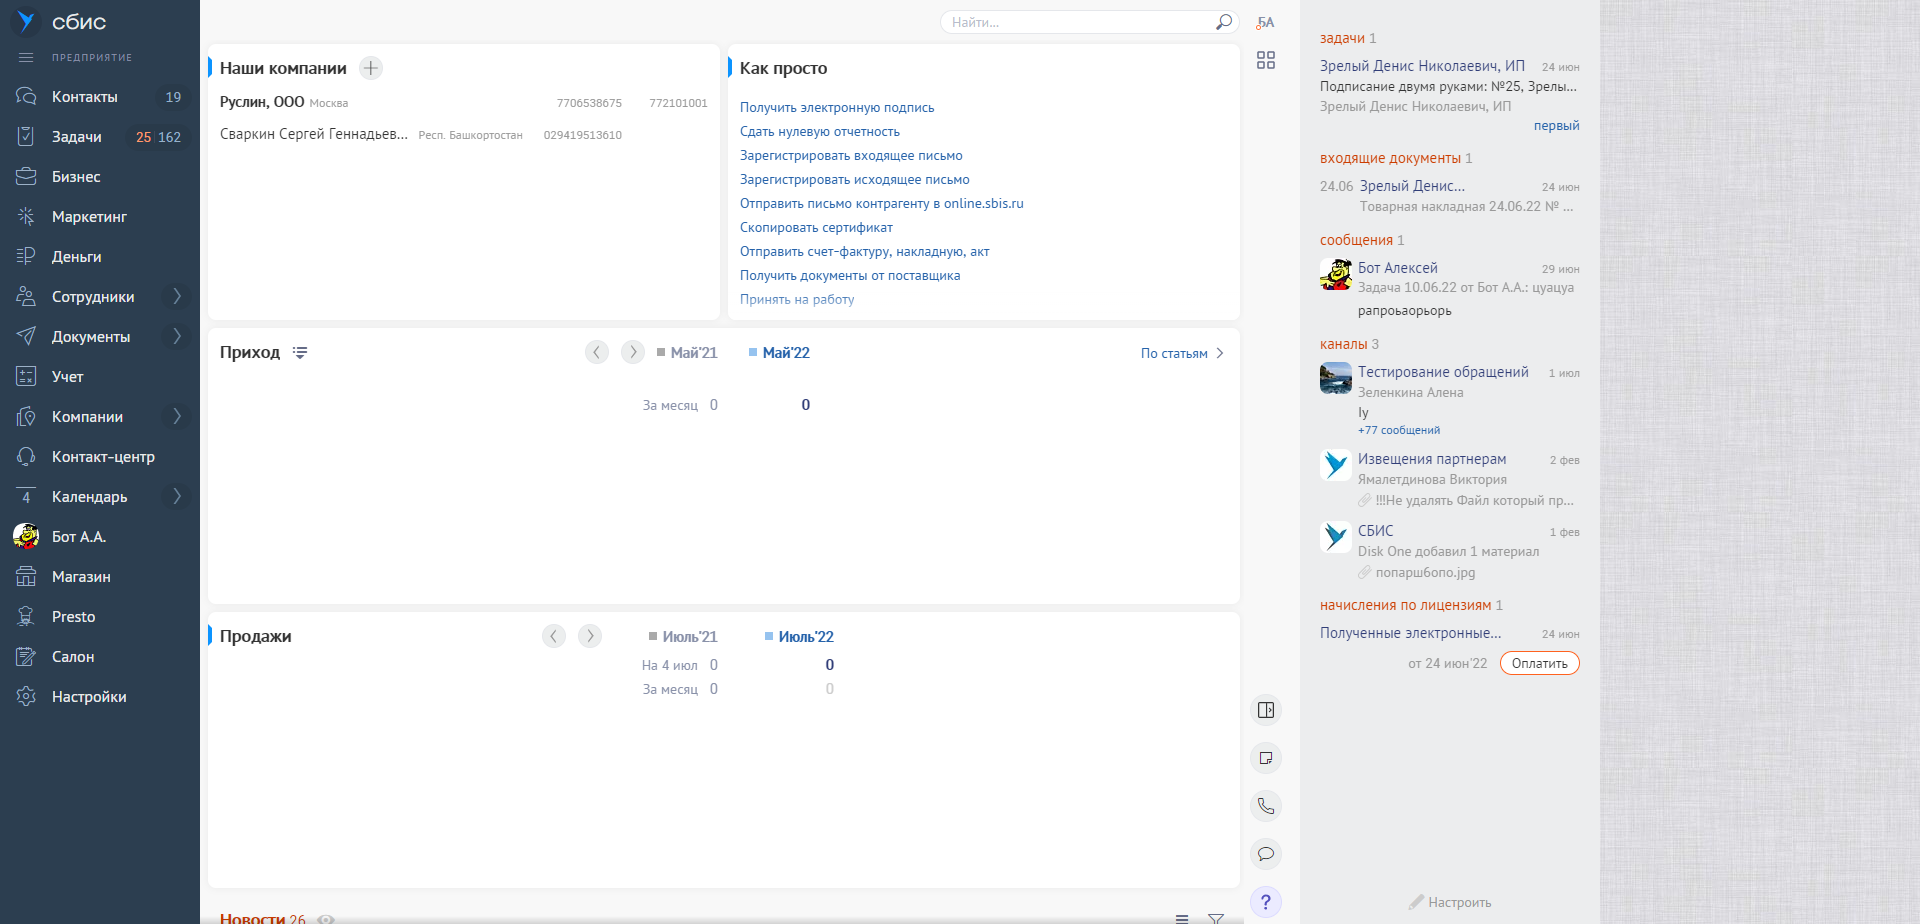 сбис
ПРЕДПРИЯТИЕ
Контакты 19
Задачи 25 162
Бизнес
Маркетинг
Деньги
Сотрудники
Документы
Учет
Компании
Контакт-центр
4 Календарь
Бот А.А.
Магазин
Presto
Салон
Настройки
Найти...
БА
Наши компании
Руслин, ООО Москва 7706538675 772101001
Сваркин Сергей Геннадьев... Респ. Башкортостан 029419513610
Как просто
Получить электронную подпись
Сдать нулевую отчетность
Зарегистрировать входящее письмо
Зарегистрировать исходящее письмо
Отправить письмо контрагенту в online.sbis.ru
Скопировать сертификат
Отправить счет-фактуру, накладную, акт
Получить документы от поставщика
Принять на работу
Приход Май'21 Май'22 По статьям
За месяц 0 0
Продажи Июль'21 Июль'22
На 4 июл 0 0
За месяц 0 0
Новости 26
?
задачи 1
Зрелый Денис Николаевич, ИП 24 июн
Подписание двумя руками: №25, Зрелы...
Зрелый Денис Николаевич, ИП
первый
входящие документы 1
24.06 Зрелый Денис... 24 июн
Товарная накладная 24.06.22 № ...
сообщения 1
Бот Алексей 29 июн
Задача 10.06.22 от Бот А.А.: цуацуа
рапроьаорьорь
каналы 3
Тестирование обращений 1 июл
Зеленкина Алена
Iy
+77 сообщений
Извещения партнерам 2 фев
Ямалетдинова Виктория
!!!Не удалять Файл который пр...
СБИС 1 фев
Disk One добавил 1 материал
попарш6опо.jpg
начисления по лицензиям 1
Полученные электронные... 24 июн
от 24 июн'22 Оплатить
Настроить